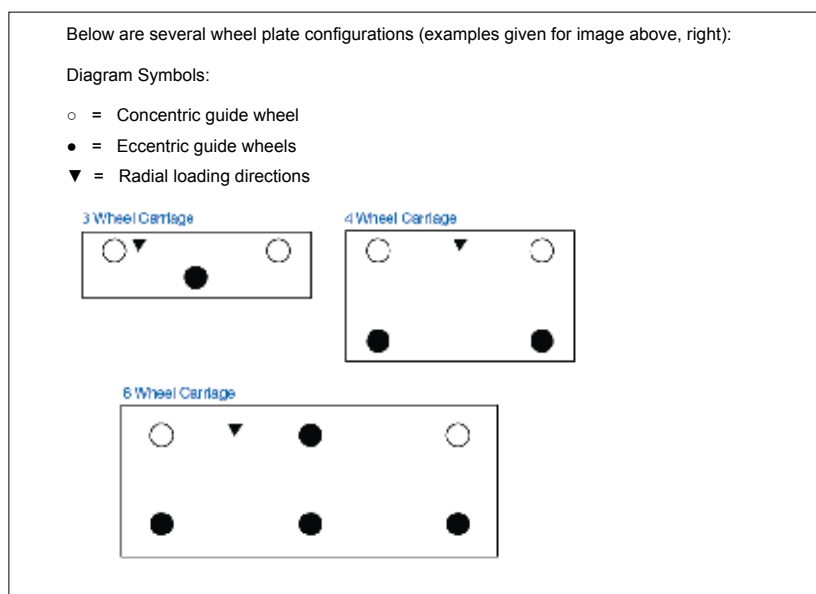 Below are several wheel plate configurations (examples given for image above, right):
Diagram Symbols:
○ = Concentric guide wheel
● = Eccentric guide wheels
▼ = Radial loading directions
3 Wheel Carriage
4 Wheel Carriage
6 Wheel Carriage